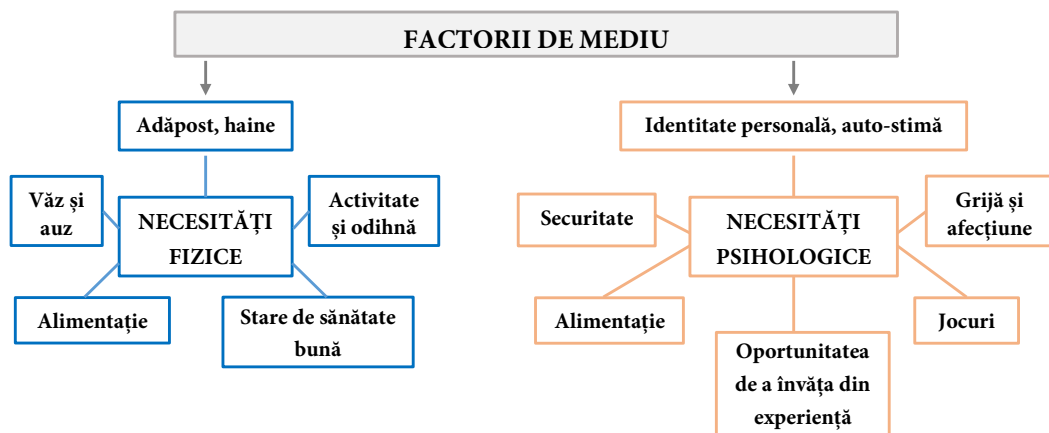 FACTORII DE MEDIU
Adăpost, haine
Văz și
auz
NECESITĂȚI
FIZICE
Activitate
și odihnă
Alimentație
Stare de sănătate
bună
Identitate personală, auto-stimă
Securitate
NECESITĂȚI
PSIHOLOGICE
Grijă și
afecțiune
Alimentație
Oportunitatea
de a învăța din
experiență
Jocuri